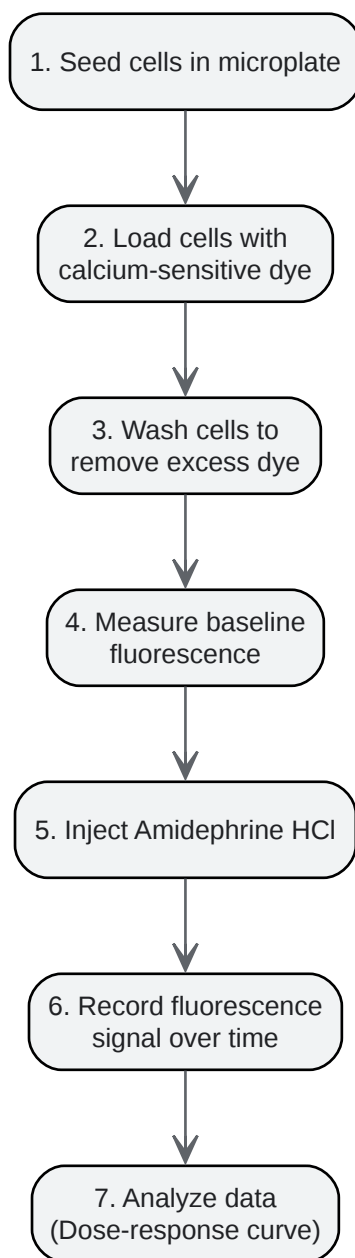 1. Seed cells in microplate
2. Load cells with
calcium-sensitive dye
3. Wash cells to
remove excess dye
4. Measure baseline
fluorescence
5. Inject Amidephrine HCl
6. Record fluorescence
signal over time
7. Analyze data
(Dose-response curve)